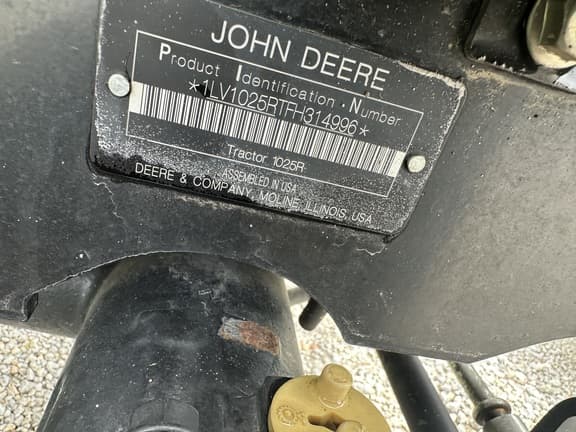 JOHN DEERE
Product Identification Number
*1LV1025RTFH314996*
Tractor 1025R
ASSEMBLED IN USA
DEERE & COMPANY, MOLINE, ILLINOIS, USA